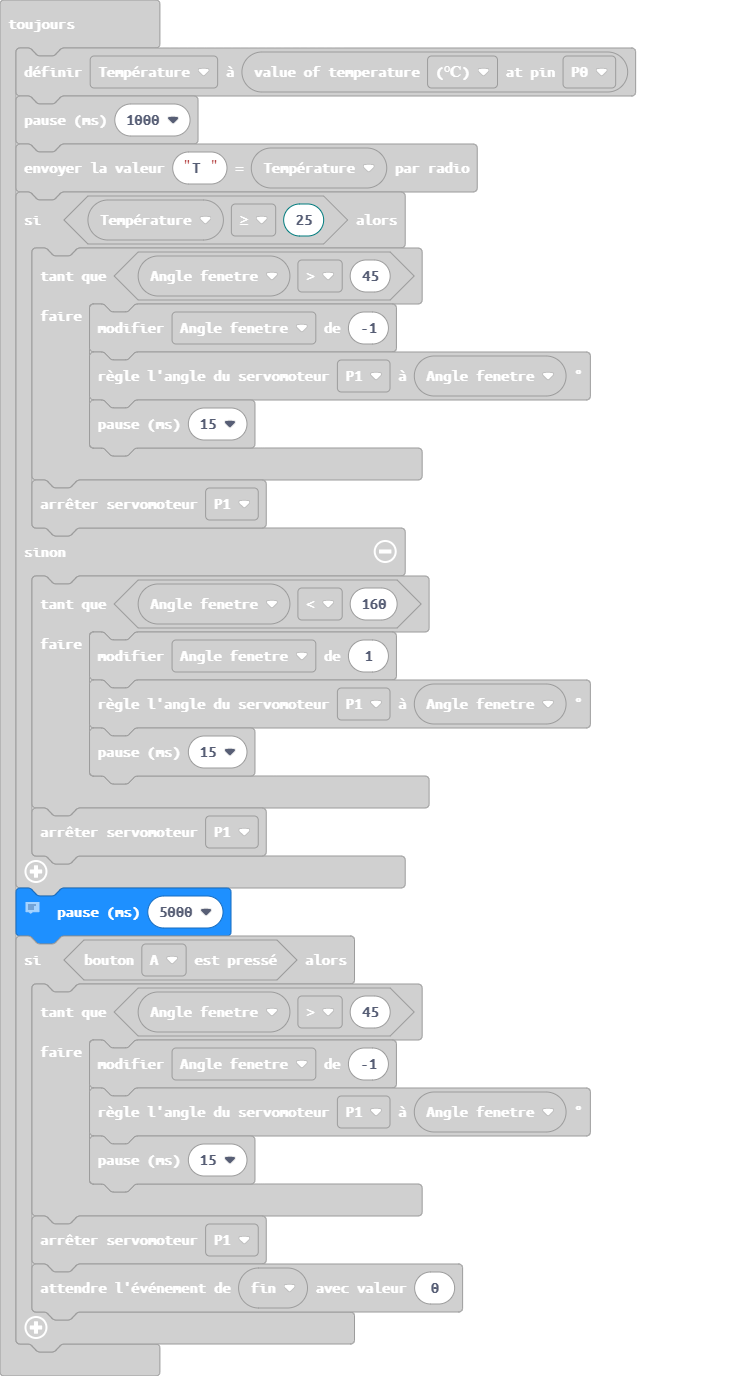 toujours
définir Température à value of temperature (℃) at pin P0
pause (ms) 1000
envoyer la valeur "T " = Température par radio
si Température ≥ 25 alors
tant que Angle fenetre > 45
faire
modifier Angle fenetre de -1
règle l'angle du servomoteur P1 à Angle fenetre °
pause (ms) 15
arrêter servomoteur P1
sinon
tant que Angle fenetre < 160
faire
modifier Angle fenetre de 1
règle l'angle du servomoteur P1 à Angle fenetre °
pause (ms) 15
arrêter servomoteur P1
pause (ms) 5000
si bouton A est pressé alors
tant que Angle fenetre > 45
faire
modifier Angle fenetre de -1
règle l'angle du servomoteur P1 à Angle fenetre °
pause (ms) 15
arrêter servomoteur P1
attendre l'événement de fin avec valeur 0